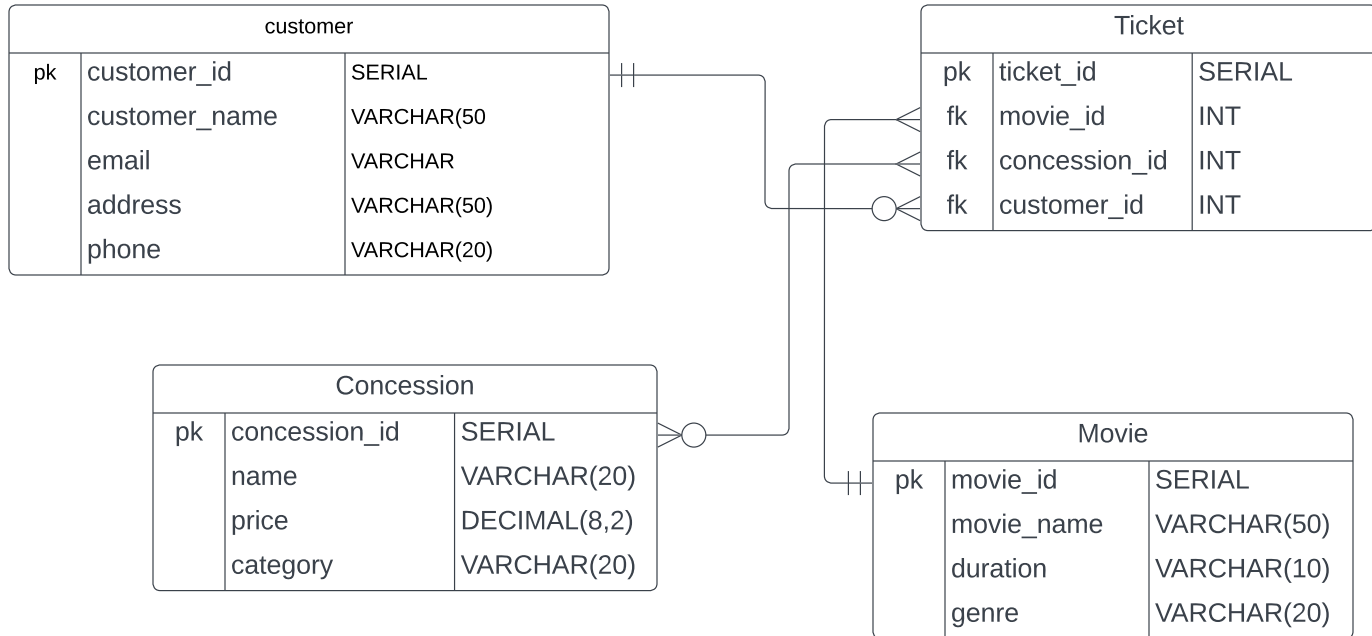 customer
pk customer_id SERIAL
customer_name VARCHAR(50
email VARCHAR
address VARCHAR(50)
phone VARCHAR(20)
Ticket
pk ticket_id SERIAL
fk movie_id INT
fk concession_id INT
fk customer_id INT
Concession
pk concession_id SERIAL
name VARCHAR(20)
price DECIMAL(8,2)
category VARCHAR(20)
Movie
pk movie_id SERIAL
movie_name VARCHAR(50)
duration VARCHAR(10)
genre VARCHAR(20)